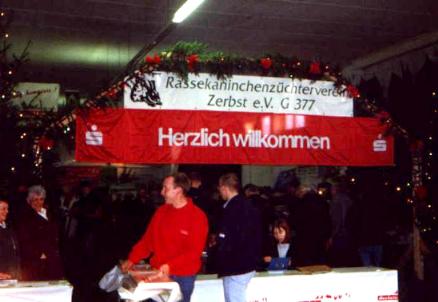 Rassekaninchenzüchterverein
Zerbst e.V. G 377
Herzlich willkommen